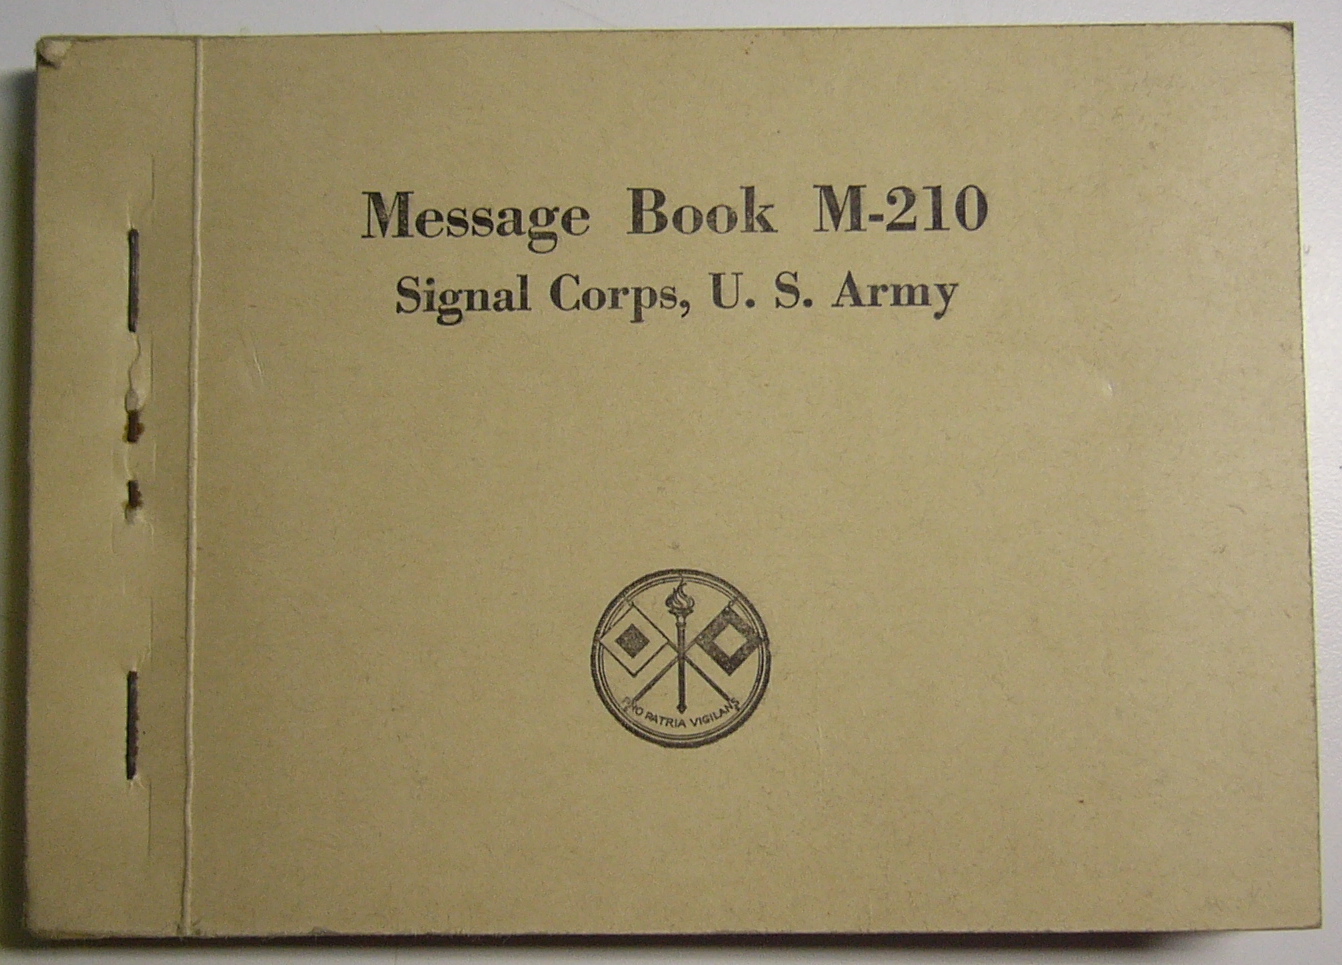 Message Book M-210
Signal Corps, U. S. Army
PRO PATRIA VIGILANS